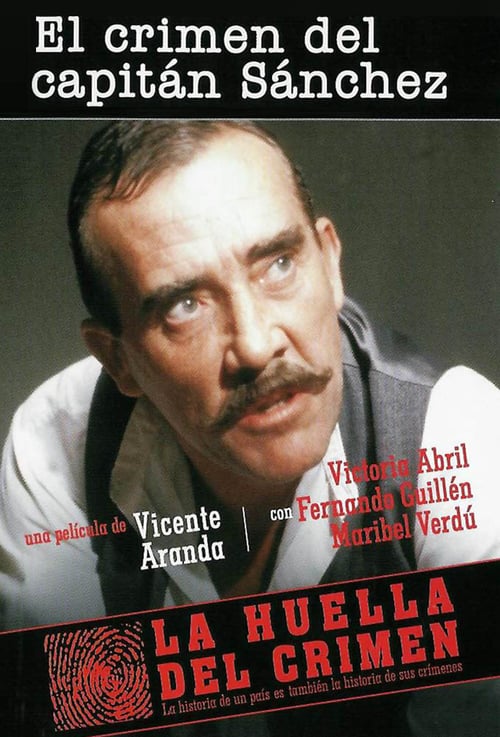 El crimen del
capitán Sánchez
Victoria Abril
una película de Vicente Aranda
con Fernando Guillén
Maribel Verdú
LA HUELLA
DEL CRIMEN
La historia de un país es también la historia de sus crímenes